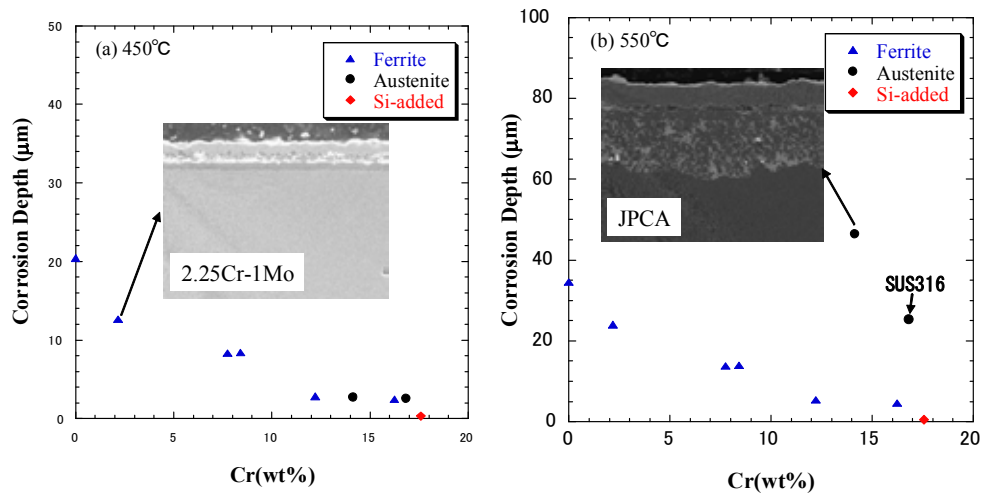 (a) 450℃
Ferrite
Austenite
Si-added
2.25Cr-1Mo
Corrosion Depth (μm)
50
40
30
20
10
0
0 5 10 15 20
Cr(wt%)
(b) 550℃
Ferrite
Austenite
Si-added
JPCA
SUS316
Corrosion Depth (μm)
100
80
60
40
20
0
0 5 10 15 20
Cr(wt%)